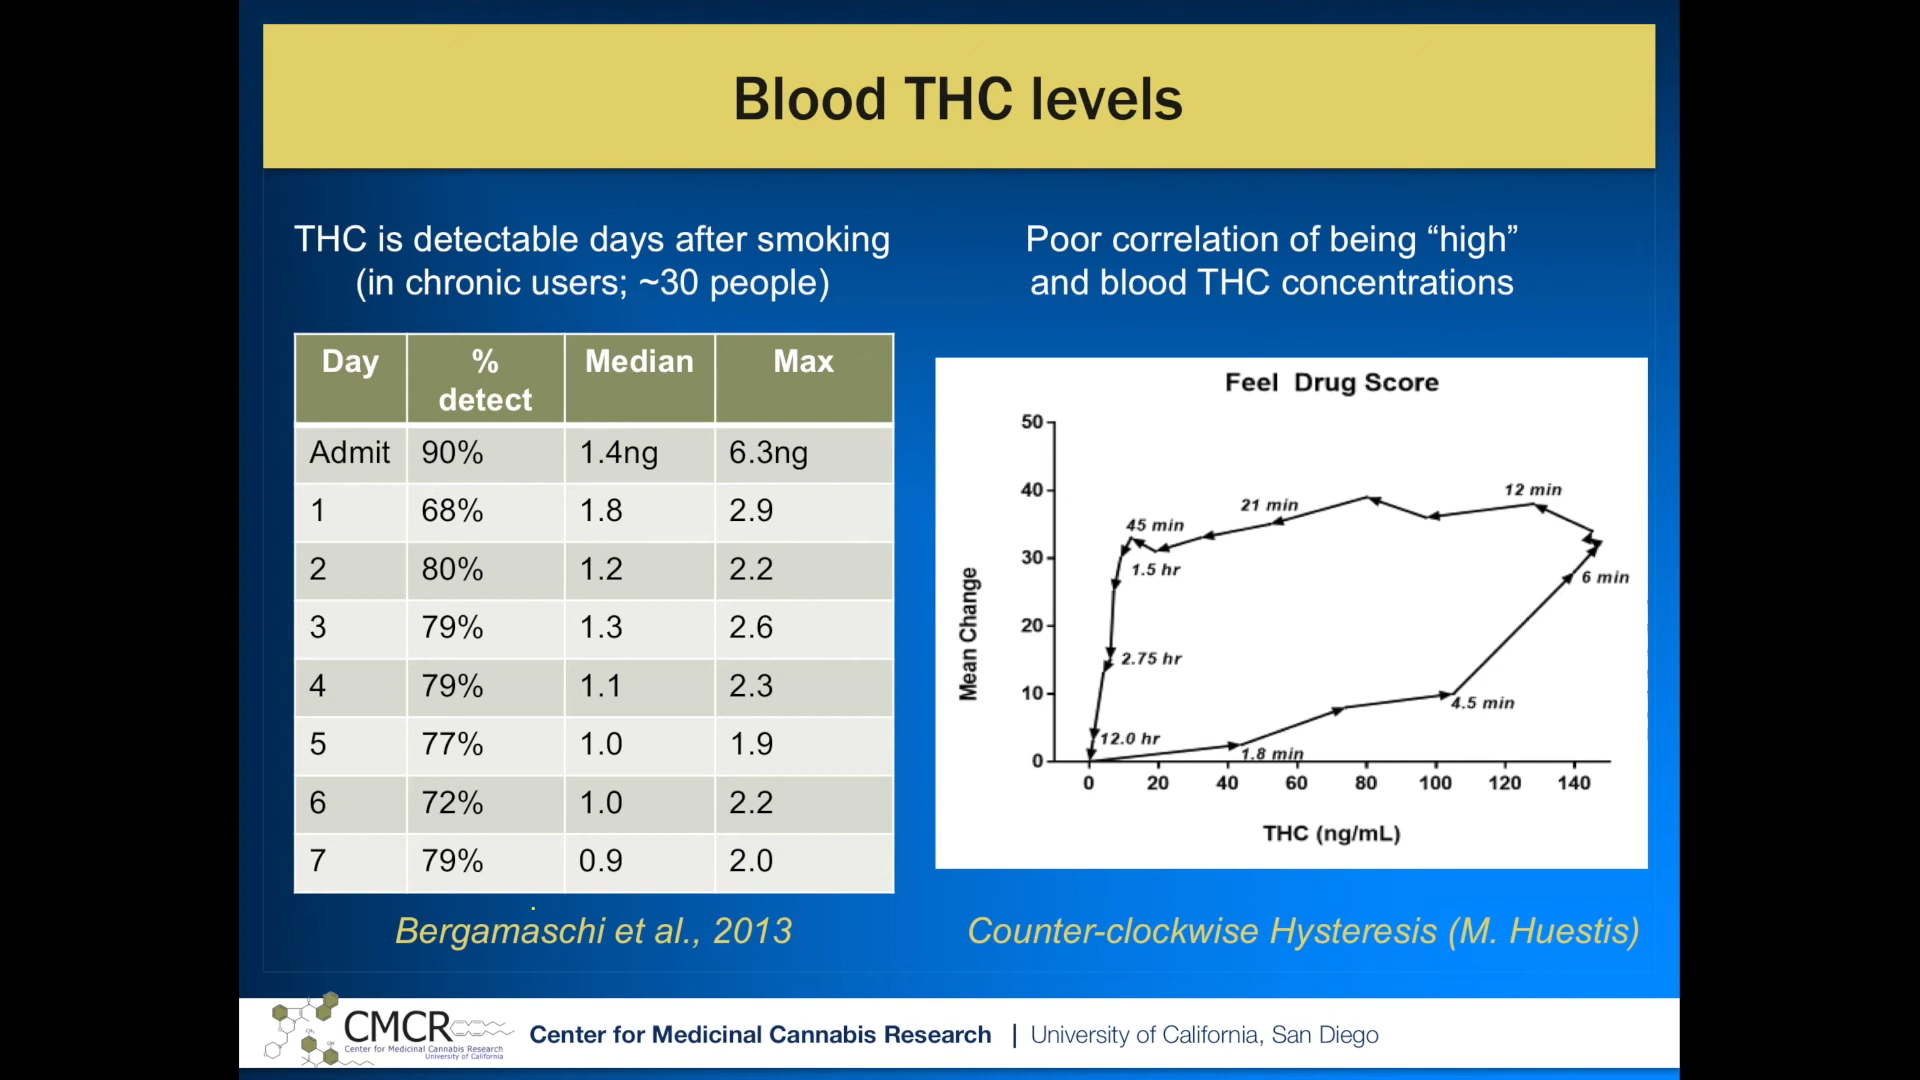 Blood THC levels
THC is detectable days after smoking
(in chronic users; ~30 people)
Day % detect Median Max
Admit 90% 1.4ng 6.3ng
1 68% 1.8 2.9
2 80% 1.2 2.2
3 79% 1.3 2.6
4 79% 1.1 2.3
5 77% 1.0 1.9
6 72% 1.0 2.2
7 79% 0.9 2.0
Bergamaschi et al., 2013
Poor correlation of being “high”
and blood THC concentrations
Feel Drug Score
Mean Change
50
40
30
20
10
0
12 min
21 min
45 min
1.5 hr
6 min
2.75 hr
4.5 min
12.0 hr
1.8 min
0 20 40 60 80 100 120 140
THC (ng/mL)
Counter-clockwise Hysteresis (M. Huestis)
CMCR
Center for Medicinal Cannabis Research
University of California
Center for Medicinal Cannabis Research | University of California, San Diego